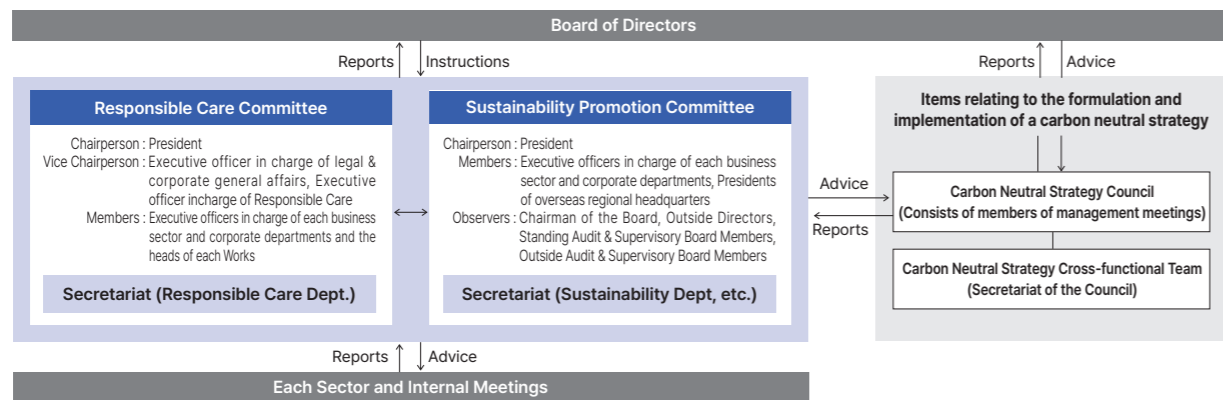 Board of Directors
Reports
Instructions
Reports
Advice
Responsible Care Committee
Chairperson : President
Vice Chairperson : Executive officer in charge of legal &
corporate general affairs, Executive
officer incharge of Responsible Care
Members : Executive officers in charge of each business
sector and corporate departments and the
heads of each Works
Secretariat (Responsible Care Dept.)
Sustainability Promotion Committee
Chairperson : President
Members : Executive officers in charge of each business
sector and corporate departments, Presidents
of overseas regional headquarters
Observers : Chairman of the Board, Outside Directors,
Standing Audit & Supervisory Board Members,
Outside Audit & Supervisory Board Members
Secretariat (Sustainability Dept, etc.)
Advice
Reports
Items relating to the formulation and
implementation of a carbon neutral strategy
Carbon Neutral Strategy Council
(Consists of members of management meetings)
Carbon Neutral Strategy Cross-functional Team
(Secretariat of the Council)
Reports
Advice
Each Sector and Internal Meetings